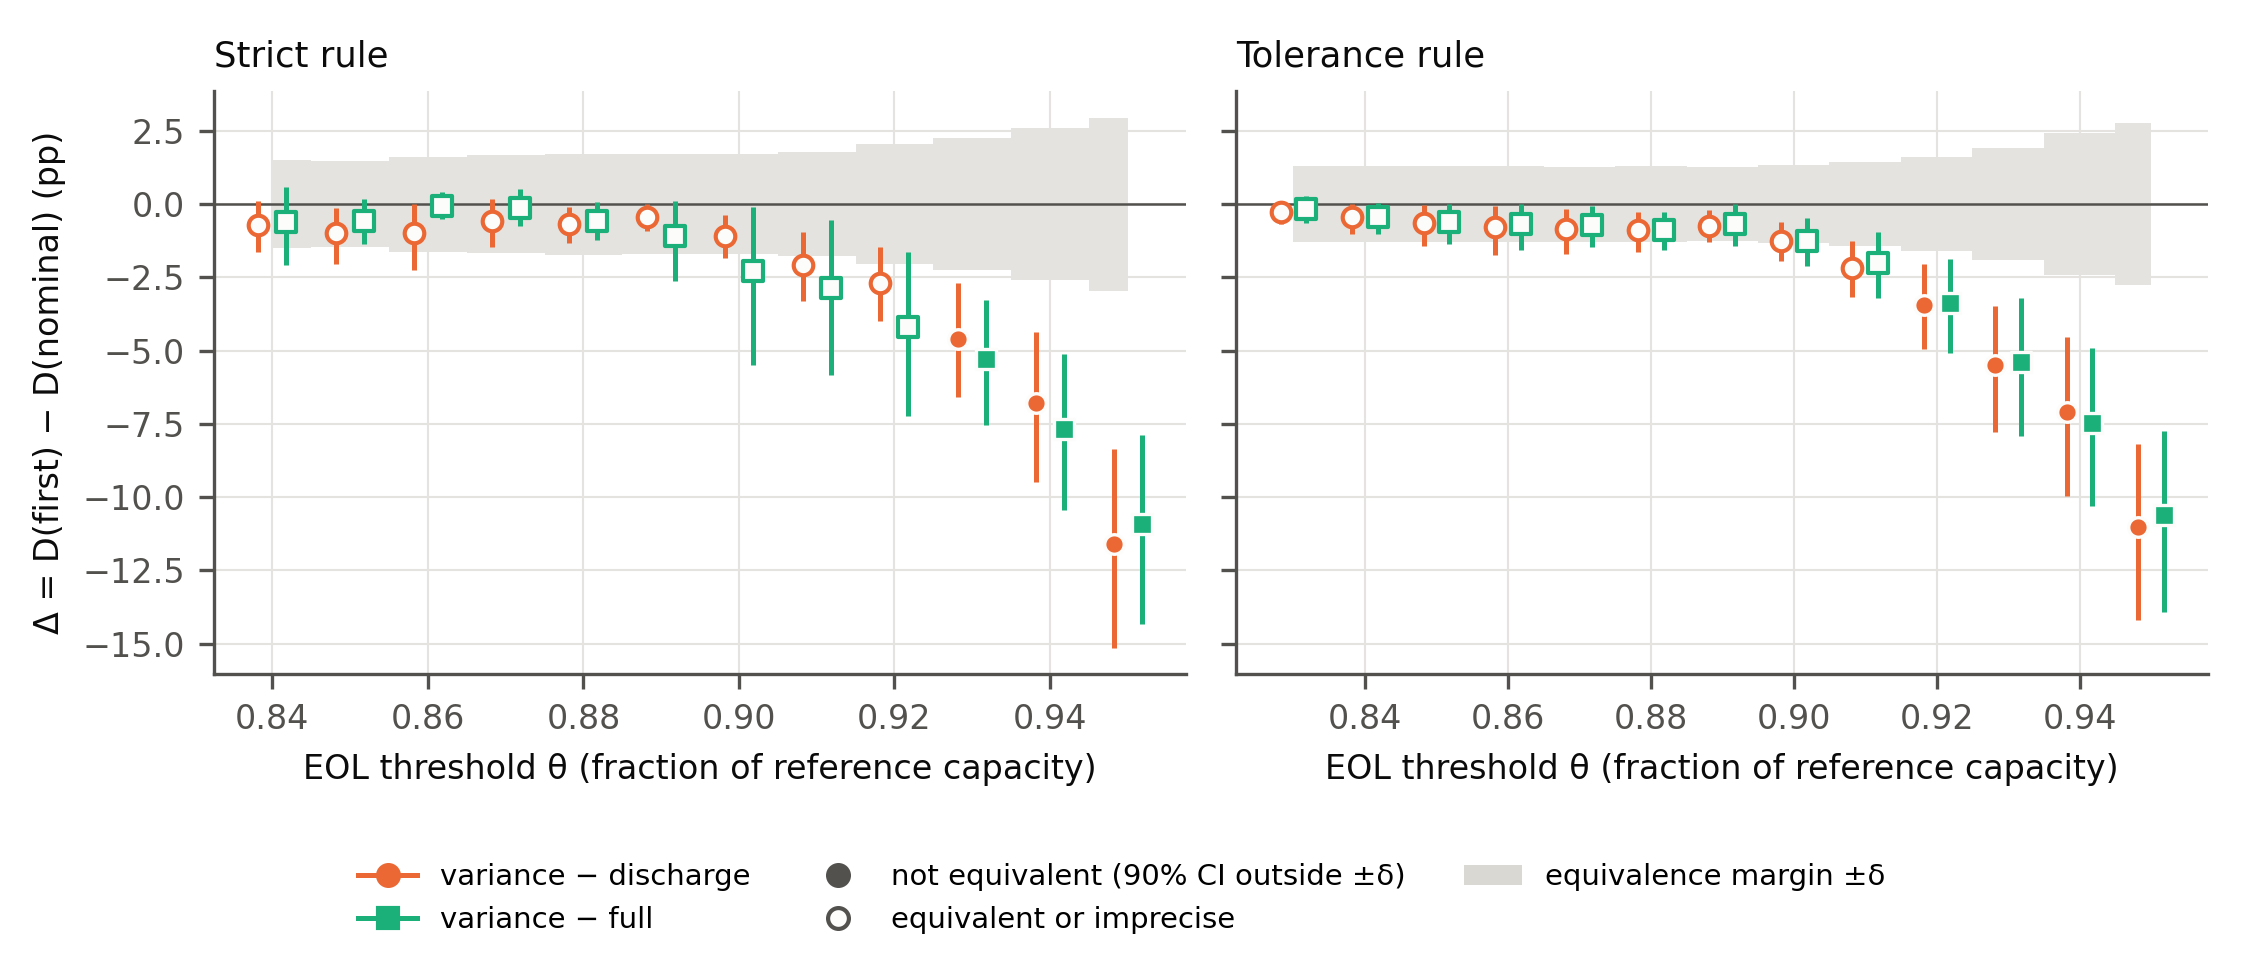 Strict rule
Tolerance rule
Δ = D(first) − D(nominal) (pp)
2.5
0.0
−2.5
−5.0
−7.5
−10.0
−12.5
−15.0
0.84 0.86 0.88 0.90 0.92 0.94
0.84 0.86 0.88 0.90 0.92 0.94
EOL threshold θ (fraction of reference capacity)
EOL threshold θ (fraction of reference capacity)
variance − discharge
variance − full
not equivalent (90% CI outside ±δ)
equivalent or imprecise
equivalence margin ±δ